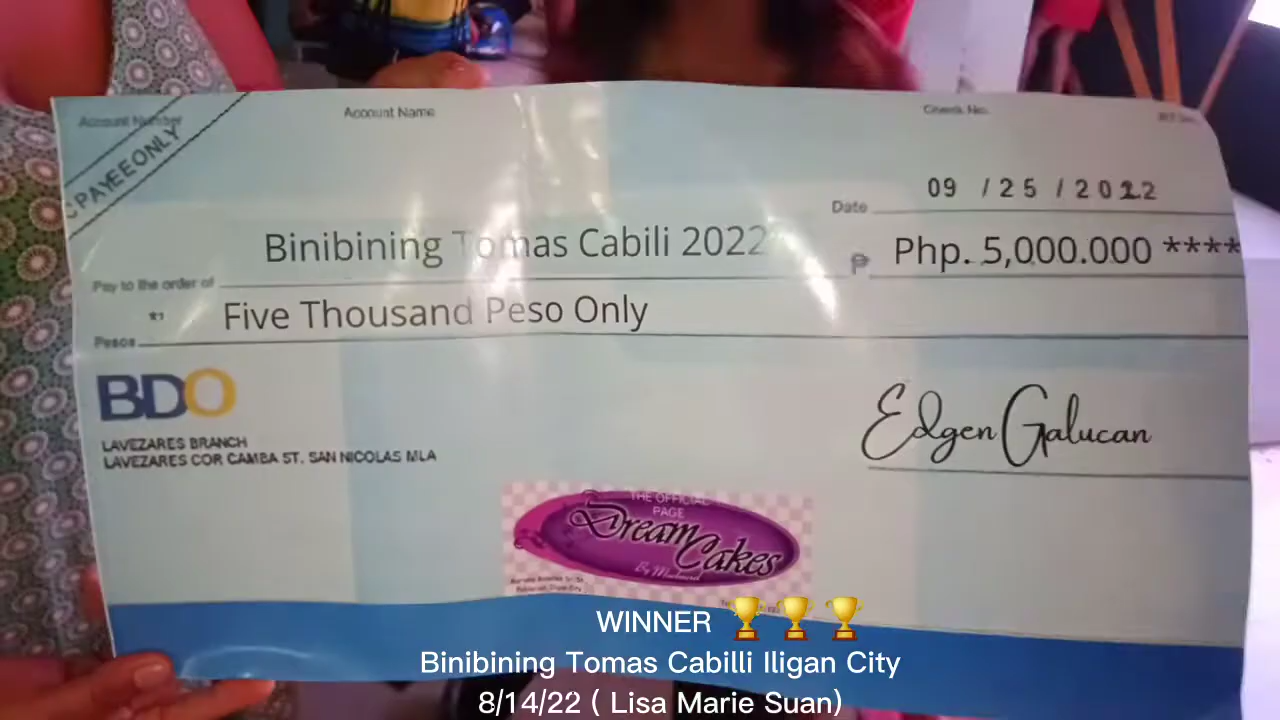 Account Number
Account Name
Check No.
PAYEE ONLY
Date 09 / 25 / 2022
Pay to the order of Binibining Tomas Cabili 2022 ₱ Php. 5,000.000 ****
Pesos Five Thousand Peso Only
BDO
LAVEZARES BRANCH
LAVEZARES COR CAMBA ST. SAN NICOLAS MLA
Edgen Galucan
THE OFFICIAL
PAGE
Dream Cakes
WINNER 🏆🏆🏆
Binibining Tomas Cabilli Iligan City
8/14/22 ( Lisa Marie Suan)